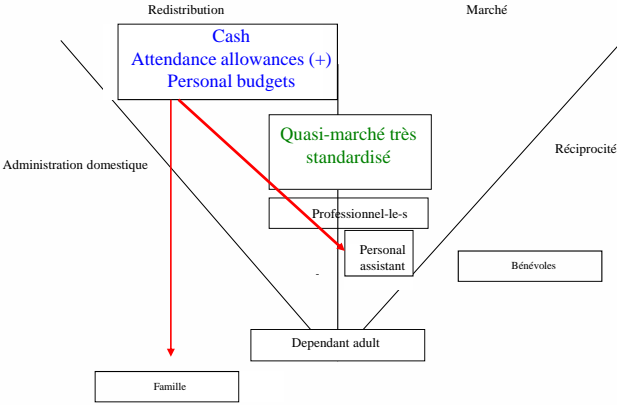 Redistribution
Marché
Cash
Attendance allowances (+)
Personal budgets
Quasi-marché très
standardisé
Administration domestique
Réciprocité
Professionnel-le-s
Personal
assistant
Bénévoles
-
Dependant adult
Famille